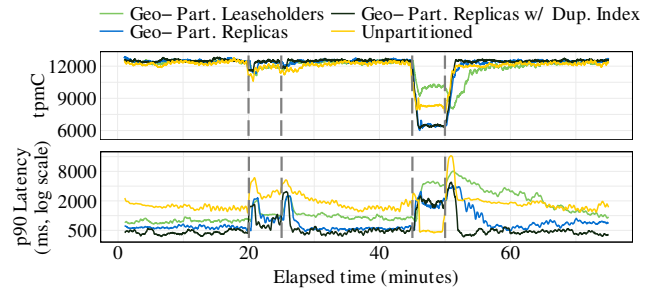 Geo- Part. Leaseholders
Geo- Part. Replicas w/ Dup. Index
Geo- Part. Replicas
Unpartitioned
12000
9000
6000
tpmC
8000
2000
500
p90 Latency
(ms, log scale)
0
20
40
60
Elapsed time (minutes)